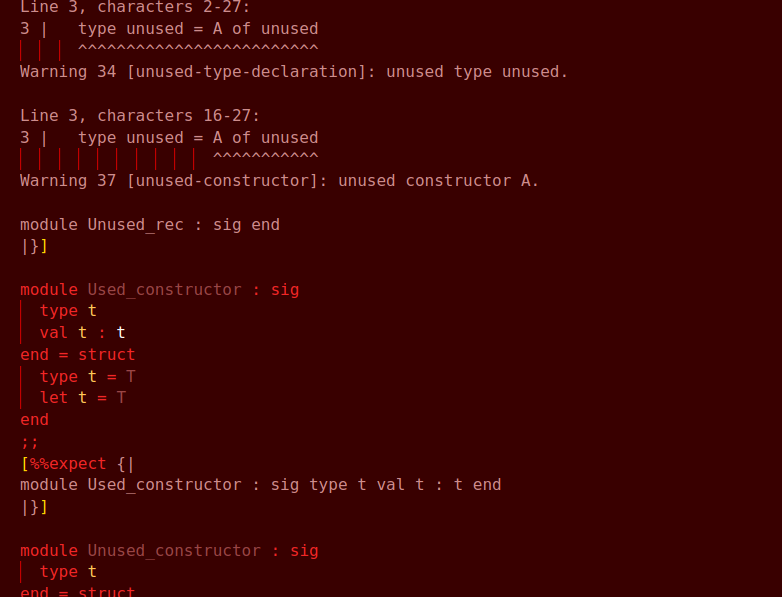 Line 3, characters 2-27:
3 |   type unused = A of unused
      ^^^^^^^^^^^^^^^^^^^^^^^^^
Warning 34 [unused-type-declaration]: unused type unused.

Line 3, characters 16-27:
3 |   type unused = A of unused
                    ^^^^^^^^^^^
Warning 37 [unused-constructor]: unused constructor A.

module Unused_rec : sig end
|}]

module Used_constructor : sig
  type t
  val t : t
end = struct
  type t = T
  let t = T
end
;;
[%%expect {|
module Used_constructor : sig type t val t : t end
|}]

module Unused_constructor : sig
  type t
end = struct